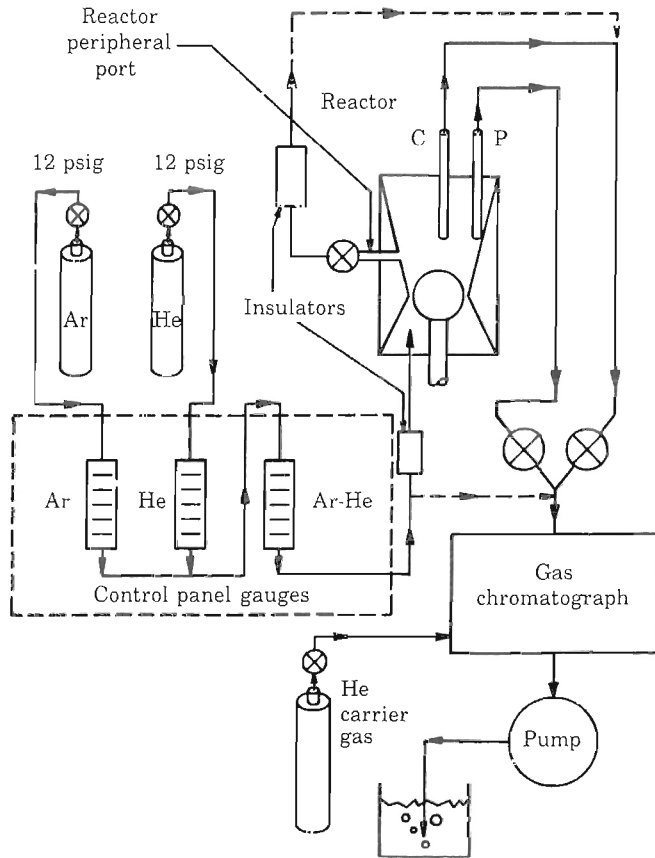 Reactor
peripheral
port
Reactor
C
P
12 psig
12 psig
Ar
He
Insulators
Ar
He
Ar-He
Control panel gauges
Gas
chromatograph
He
carrier
gas
Pump